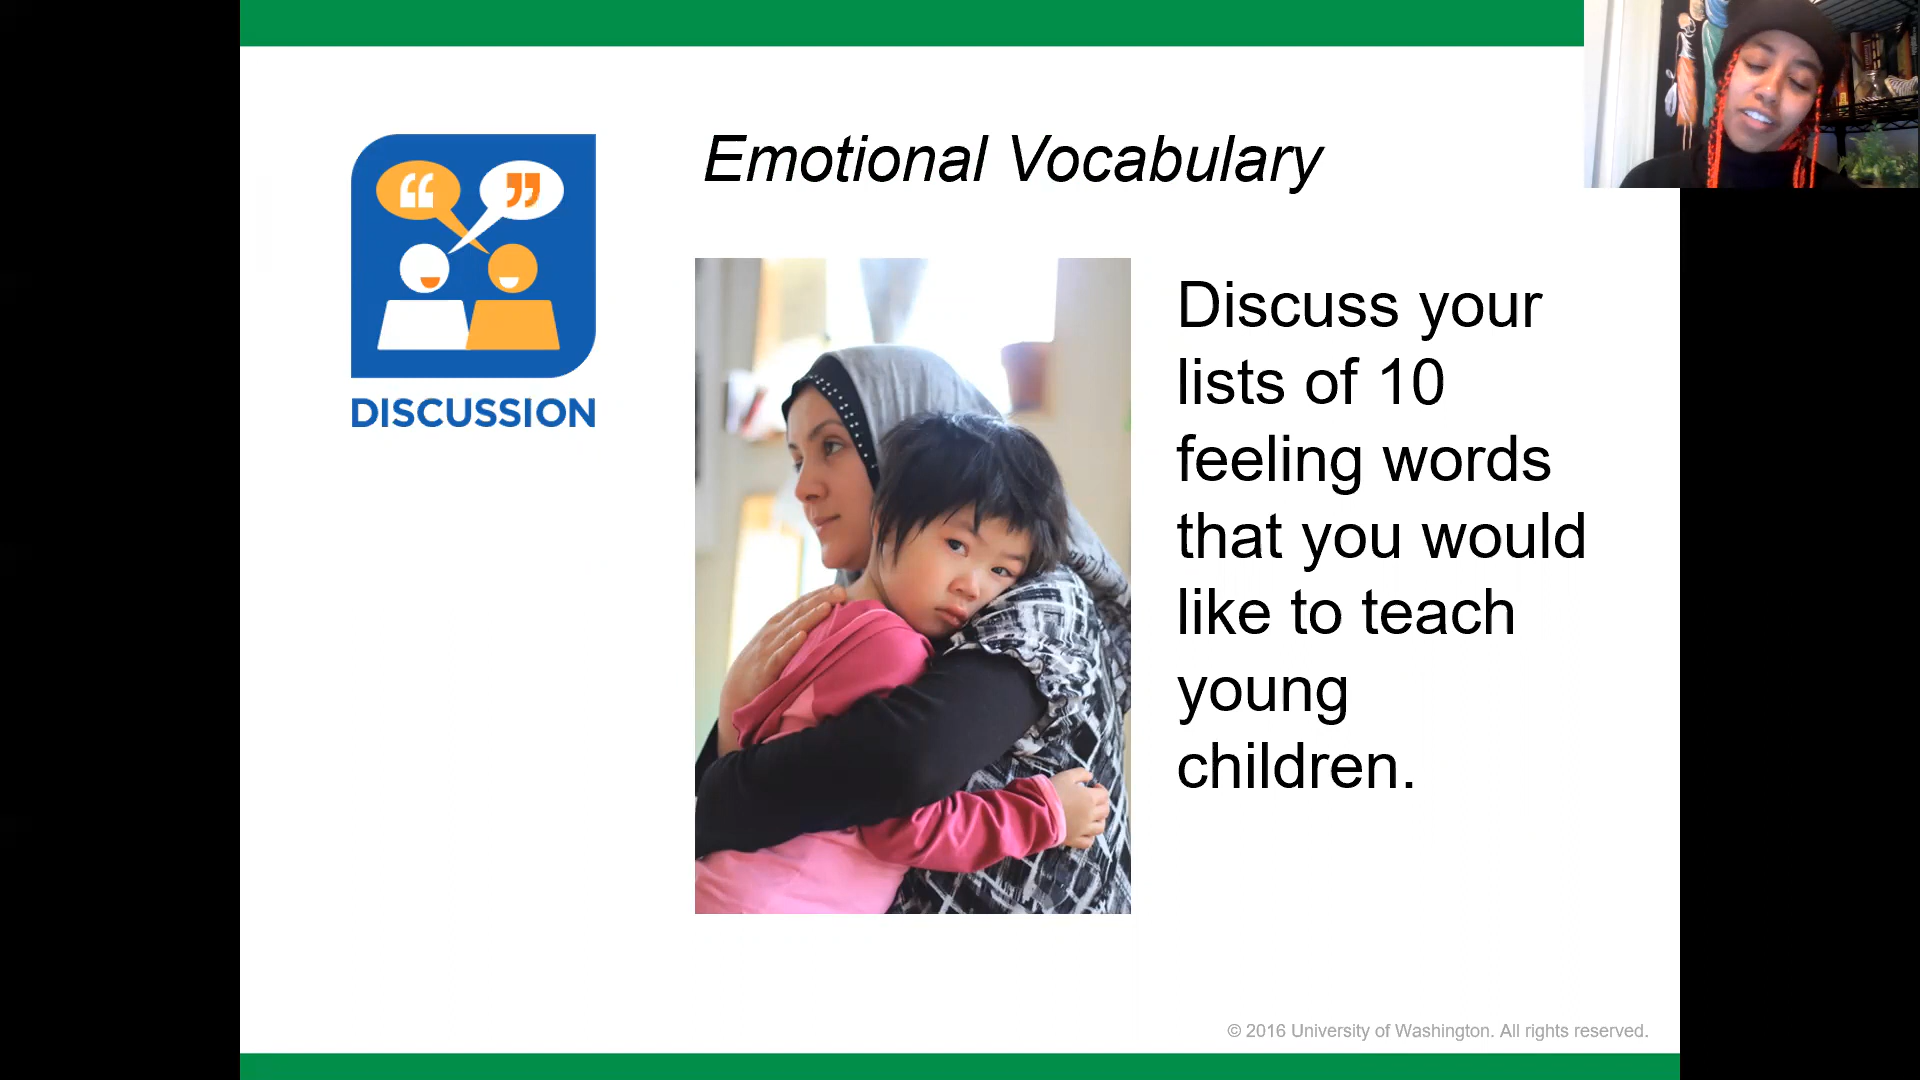 Emotional Vocabulary
“ ”
DISCUSSION
Discuss your
lists of 10
feeling words
that you would
like to teach
young
children.
© 2016 University of Washington. All rights reserved.